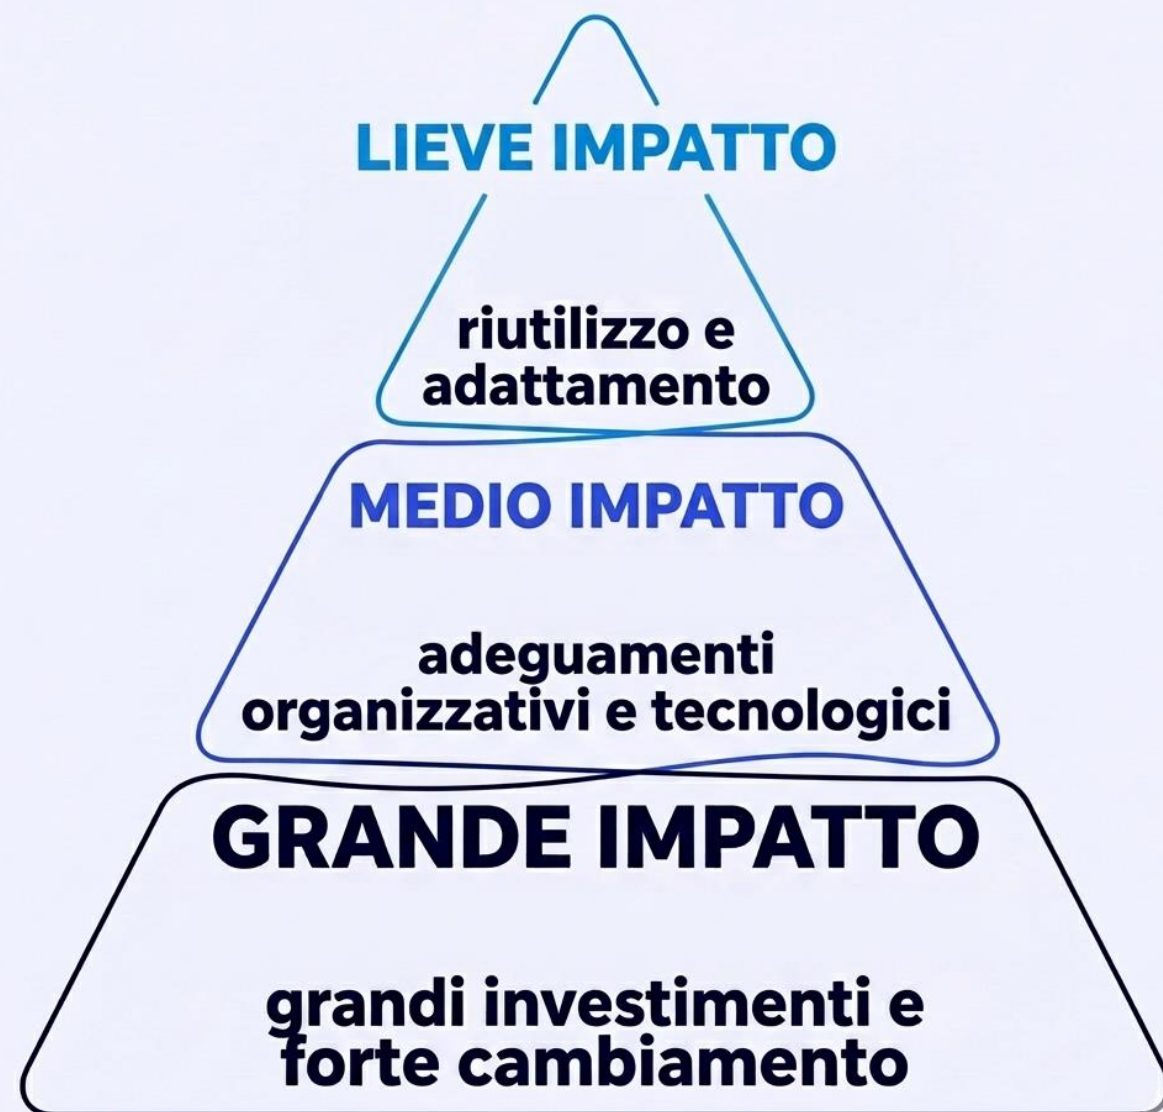 LIEVE IMPATTO
riutilizzo e
adattamento
MEDIO IMPATTO
adeguamenti
organizzativi e tecnologici
GRANDE IMPATTO
grandi investimenti e
forte cambiamento